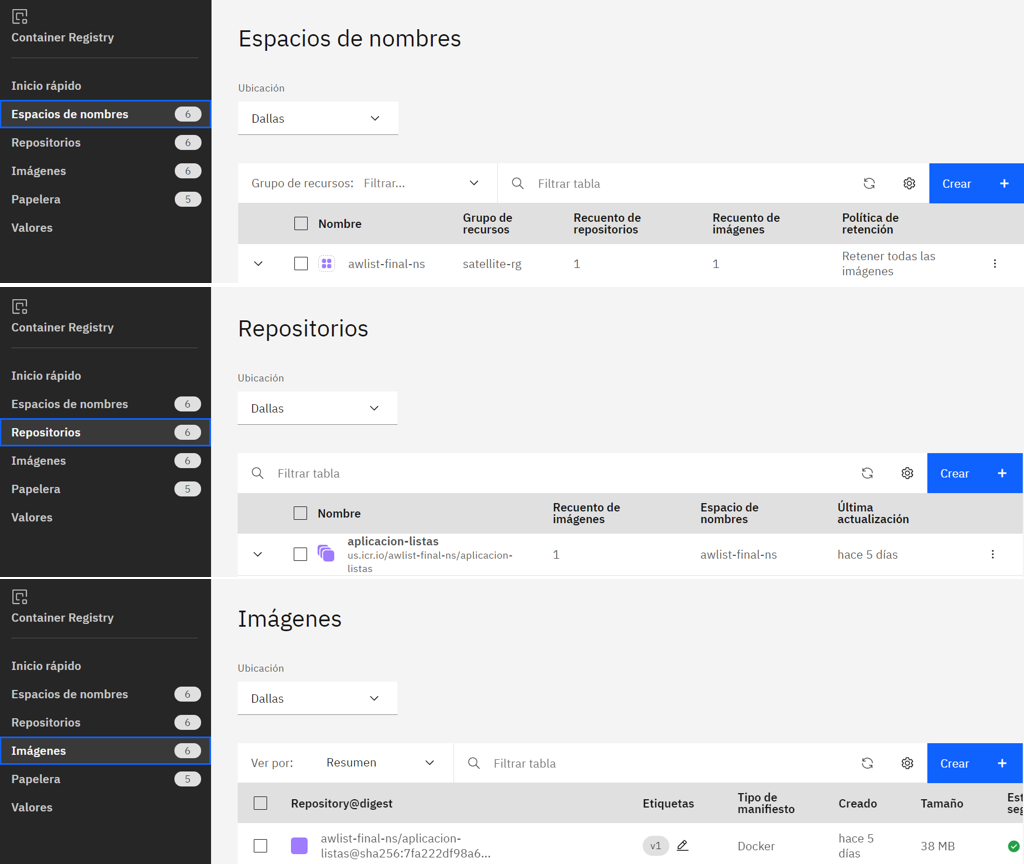 Container Registry
Inicio rápido
Espacios de nombres 6
Repositorios 6
Imágenes 6
Papelera 5
Valores
Espacios de nombres
Ubicación
Dallas
Grupo de recursos: Filtrar... Filtrar tabla Crear +
Nombre Grupo de recursos Recuento de repositorios Recuento de imágenes Política de retención
awlist-final-ns satellite-rg 1 1 Retener todas las imágenes
Container Registry
Inicio rápido
Espacios de nombres 6
Repositorios 6
Imágenes 6
Papelera 5
Valores
Repositorios
Ubicación
Dallas
Filtrar tabla Crear +
Nombre Recuento de imágenes Espacio de nombres Última actualización
aplicacion-listas
us.icr.io/awlist-final-ns/aplicacion-
listas
1 awlist-final-ns hace 5 días
Container Registry
Inicio rápido
Espacios de nombres 6
Repositorios 6
Imágenes 6
Papelera 5
Valores
Imágenes
Ubicación
Dallas
Ver por: Resumen Filtrar tabla Crear +
Repository@digest Etiquetas Tipo de manifiesto Creado Tamaño Est seg
awlist-final-ns/aplicacion-
listas@sha256:7fa222df98a6...
v1 Docker hace 5 días 38 MB